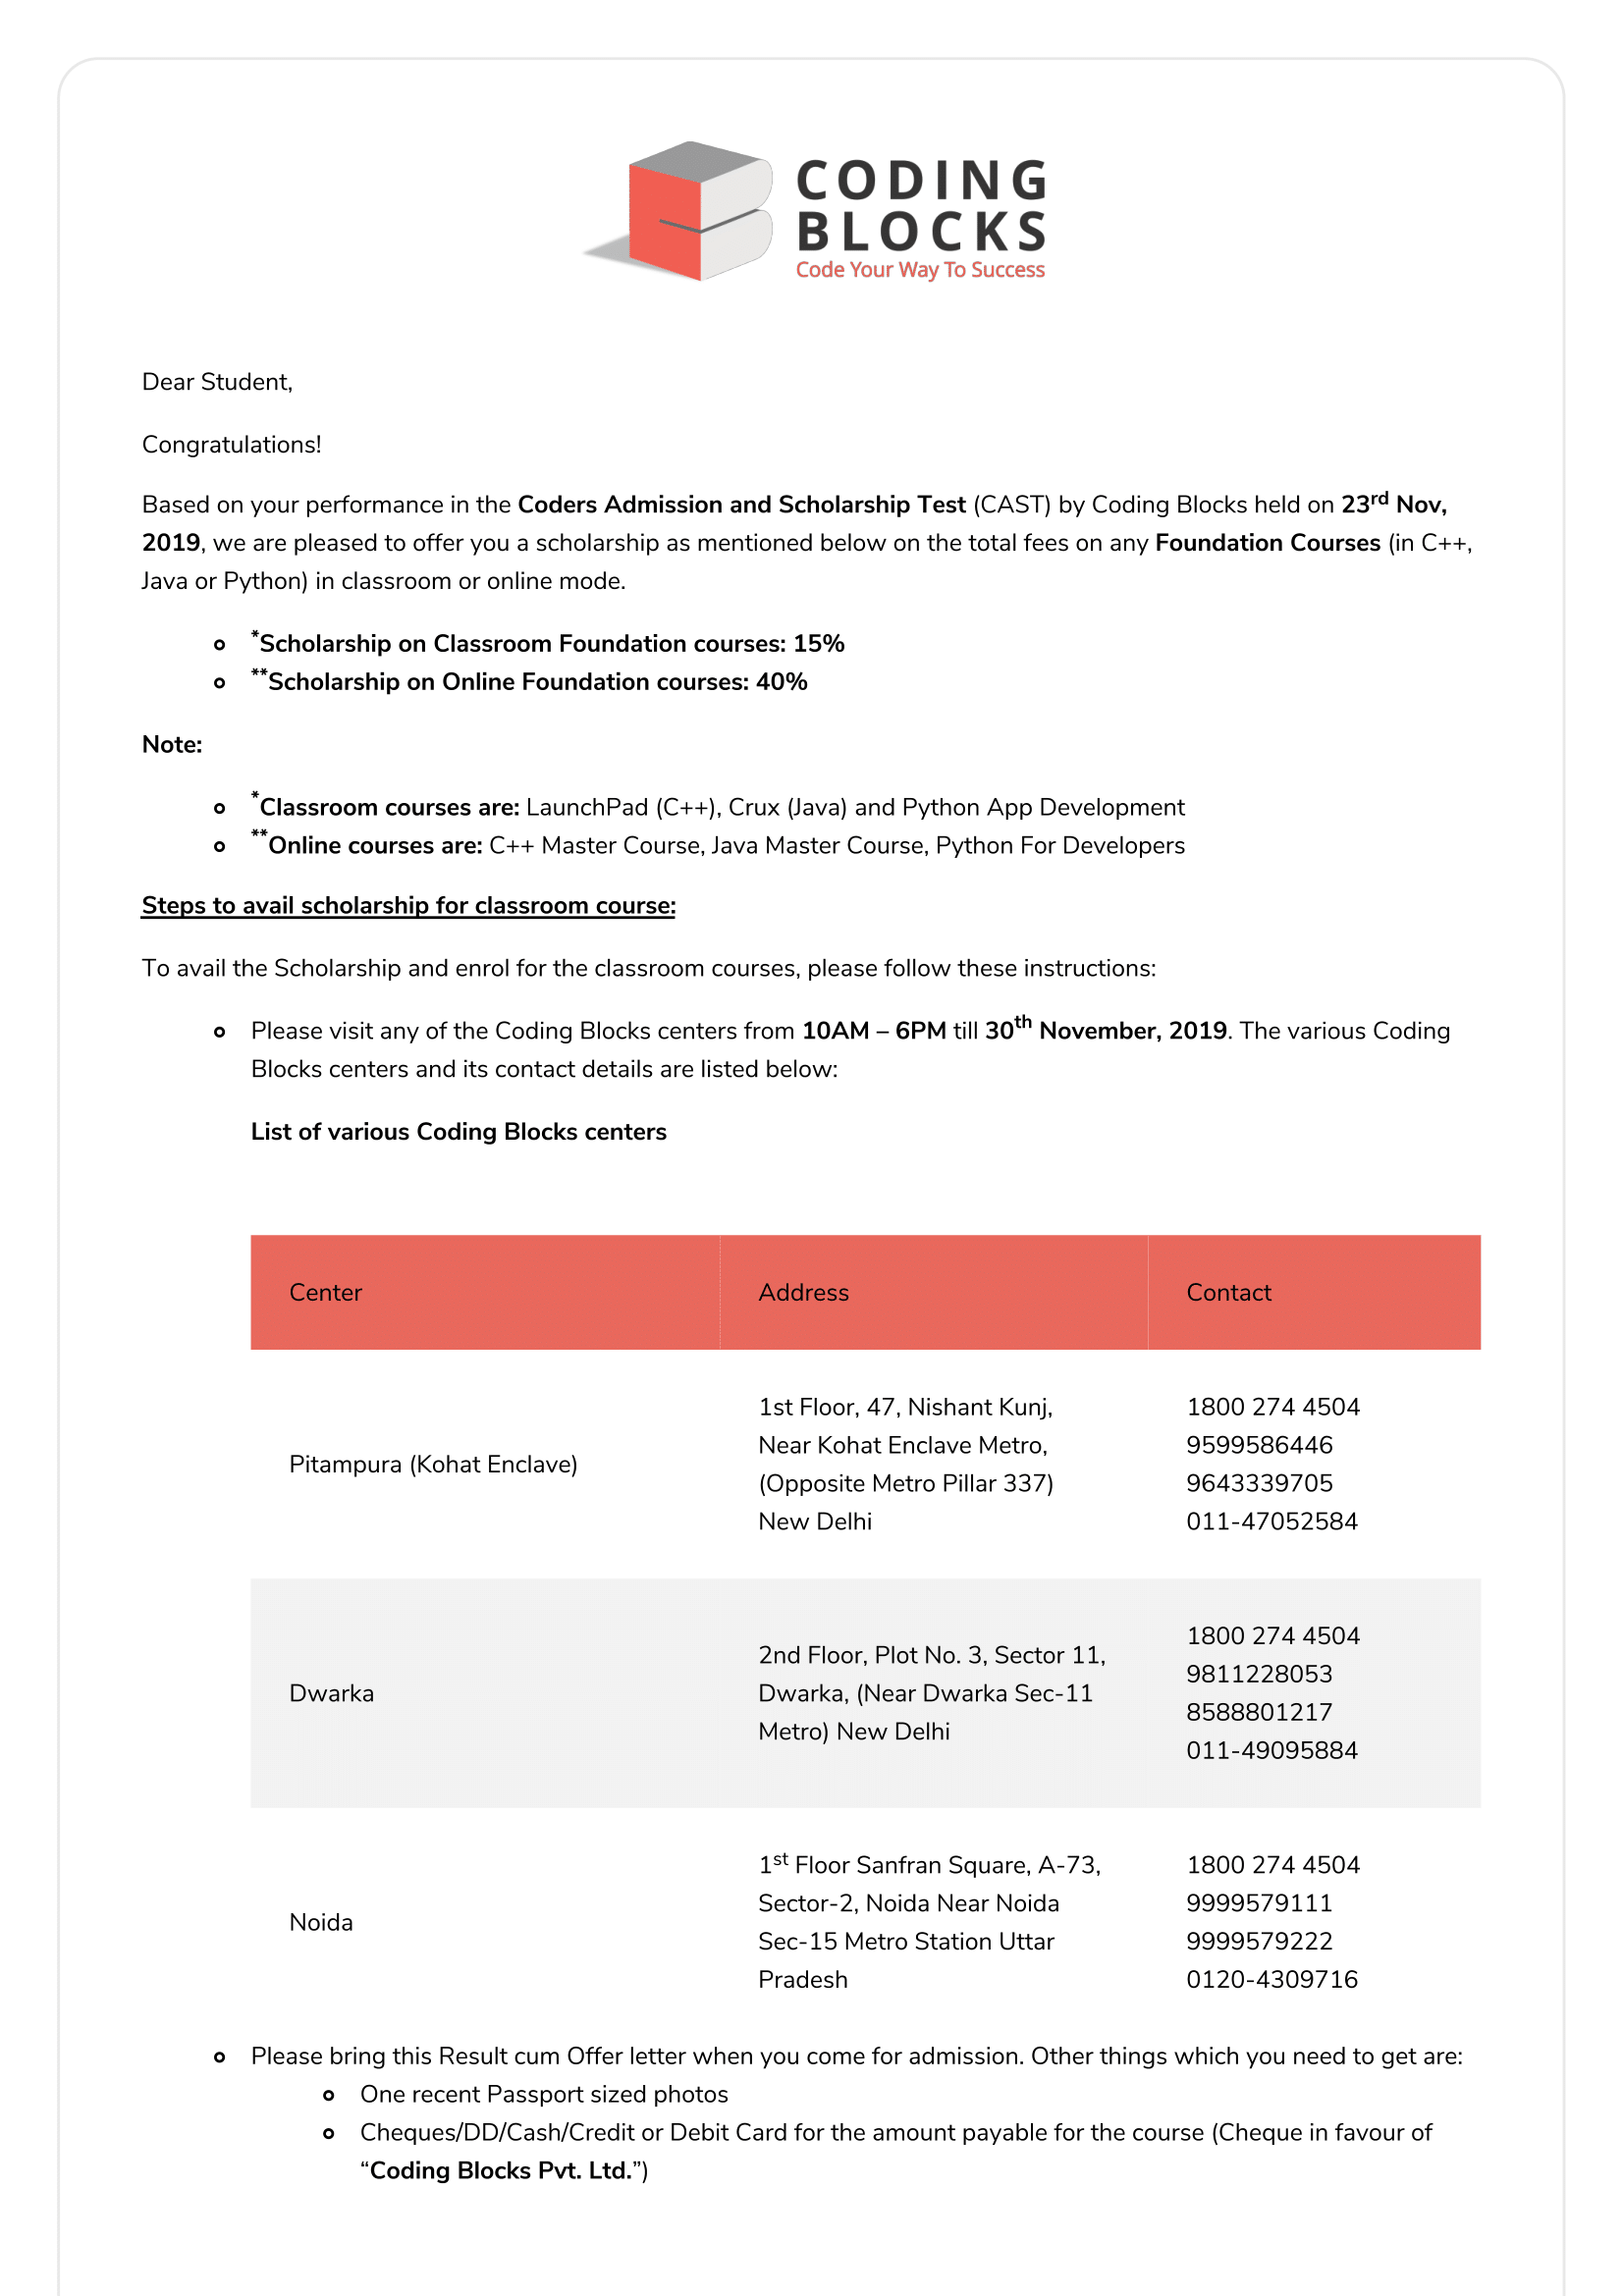 CODING
BLOCKS
Code Your Way To Success
Dear Student,
Congratulations!
Based on your performance in the Coders Admission and Scholarship Test (CAST) by Coding Blocks held on 23rd Nov,
2019, we are pleased to offer you a scholarship as mentioned below on the total fees on any Foundation Courses (in C++,
Java or Python) in classroom or online mode.
*Scholarship on Classroom Foundation courses: 15%
**Scholarship on Online Foundation courses: 40%
Note:
*Classroom courses are: LaunchPad (C++), Crux (Java) and Python App Development
**Online courses are: C++ Master Course, Java Master Course, Python For Developers
Steps to avail scholarship for classroom course:
To avail the Scholarship and enrol for the classroom courses, please follow these instructions:
Please visit any of the Coding Blocks centers from 10AM – 6PM till 30th November, 2019. The various Coding
Blocks centers and its contact details are listed below:
List of various Coding Blocks centers
Center Address Contact
Pitampura (Kohat Enclave)
1st Floor, 47, Nishant Kunj,
Near Kohat Enclave Metro,
(Opposite Metro Pillar 337)
New Delhi
1800 274 4504
9599586446
9643339705
011-47052584
Dwarka
2nd Floor, Plot No. 3, Sector 11,
Dwarka, (Near Dwarka Sec-11
Metro) New Delhi
1800 274 4504
9811228053
8588801217
011-49095884
Noida
1st Floor Sanfran Square, A-73,
Sector-2, Noida Near Noida
Sec-15 Metro Station Uttar
Pradesh
1800 274 4504
9999579111
9999579222
0120-4309716
Please bring this Result cum Offer letter when you come for admission. Other things which you need to get are:
One recent Passport sized photos
Cheques/DD/Cash/Credit or Debit Card for the amount payable for the course (Cheque in favour of
“Coding Blocks Pvt. Ltd.”)